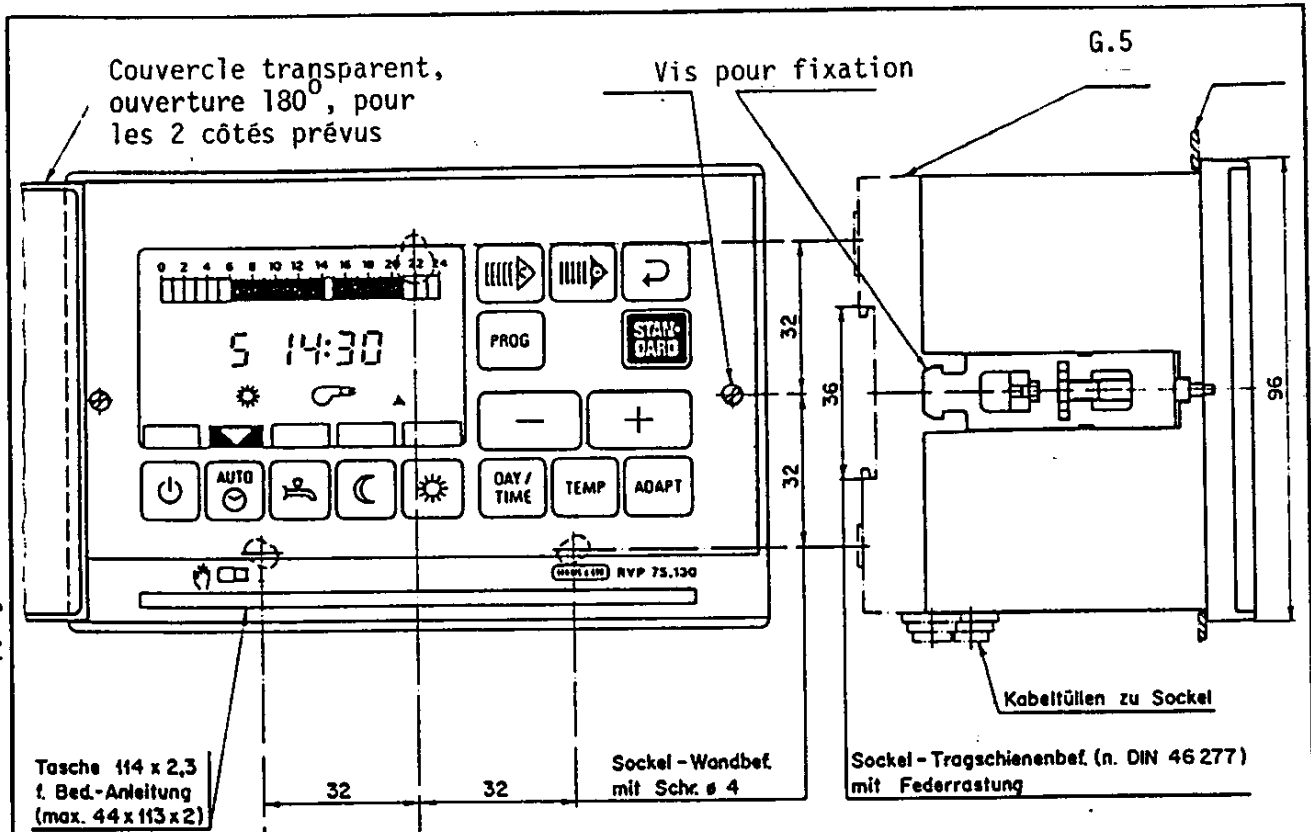 G.5
Couvercle transparent,
ouverture 180°, pour
les 2 côtés prévus
Vis pour fixation
0 2 4 6 8 10 12 14 16 18 20 22 24
S 14:30
PROG
STAN-
DARD
32
36
96
− +
AUTO
DAY /
TIME
TEMP
ADAPT
32
RVP 75.130
Kabeltüllen zu Sockel
Tasche 114 x 2,3
f. Bed.-Anleitung
(max. 44 x 113 x 2)
32
32
Sockel - Wandbef.
mit Schr. ø 4
Sockel - Tragschienenbef. (n. DIN 46 277)
mit Federrastung